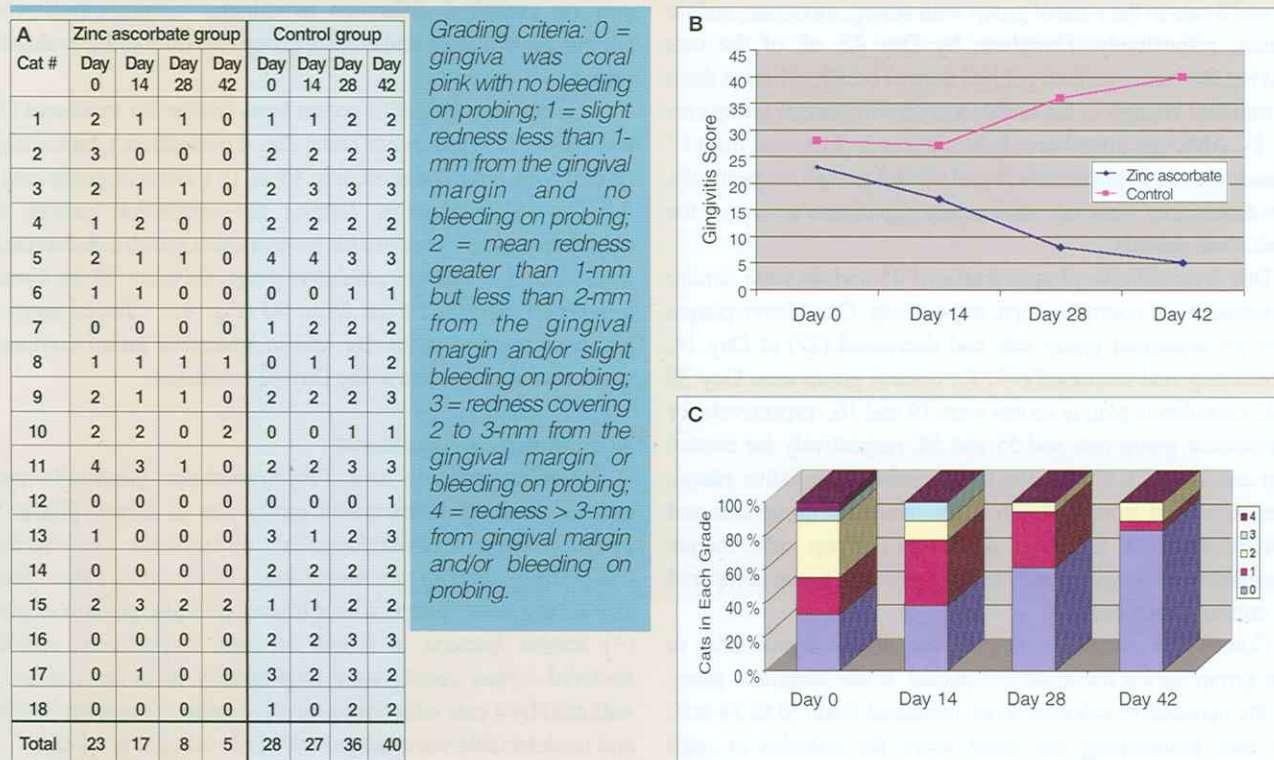 A Zinc ascorbate group Control group
Cat # Day 0 Day 14 Day 28 Day 42 Day 0 Day 14 Day 28 Day 42
1 2 1 1 0 1 1 2 2
2 3 0 0 0 2 2 2 3
3 2 1 1 0 2 3 3 3
4 1 2 0 0 2 2 2 2
5 2 1 1 0 4 4 3 3
6 1 1 0 0 0 0 1 1
7 0 0 0 0 1 2 2 2
8 1 1 1 1 0 1 1 2
9 2 1 1 0 2 2 2 3
10 2 2 0 2 0 0 1 1
11 4 3 1 0 2 2 3 3
12 0 0 0 0 0 0 0 1
13 1 0 0 0 3 1 2 3
14 0 0 0 0 2 2 2 2
15 2 3 2 2 1 1 2 2
16 0 0 0 0 2 2 3 3
17 0 1 0 0 3 2 3 2
18 0 0 0 0 1 0 2 2
Total 23 17 8 5 28 27 36 40
Grading criteria: 0 =
gingiva was coral
pink with no bleeding
on probing; 1 = slight
redness less than 1-
mm from the gingival
margin and no
bleeding on probing;
2 = mean redness
greater than 1-mm
but less than 2-mm
from the gingival
margin and/or slight
bleeding on probing;
3 = redness covering
2 to 3-mm from the
gingival margin or
bleeding on probing;
4 = redness > 3-mm
from gingival margin
and/or bleeding on
probing.
B
Gingivitis Score
45
40
35
30
25
20
15
10
5
0
Zinc ascorbate
Control
Day 0 Day 14 Day 28 Day 42
C
Cats in Each Grade
100 %
80 %
60 %
40 %
20 %
0 %
4
3
2
1
0
Day 0 Day 14 Day 28 Day 42